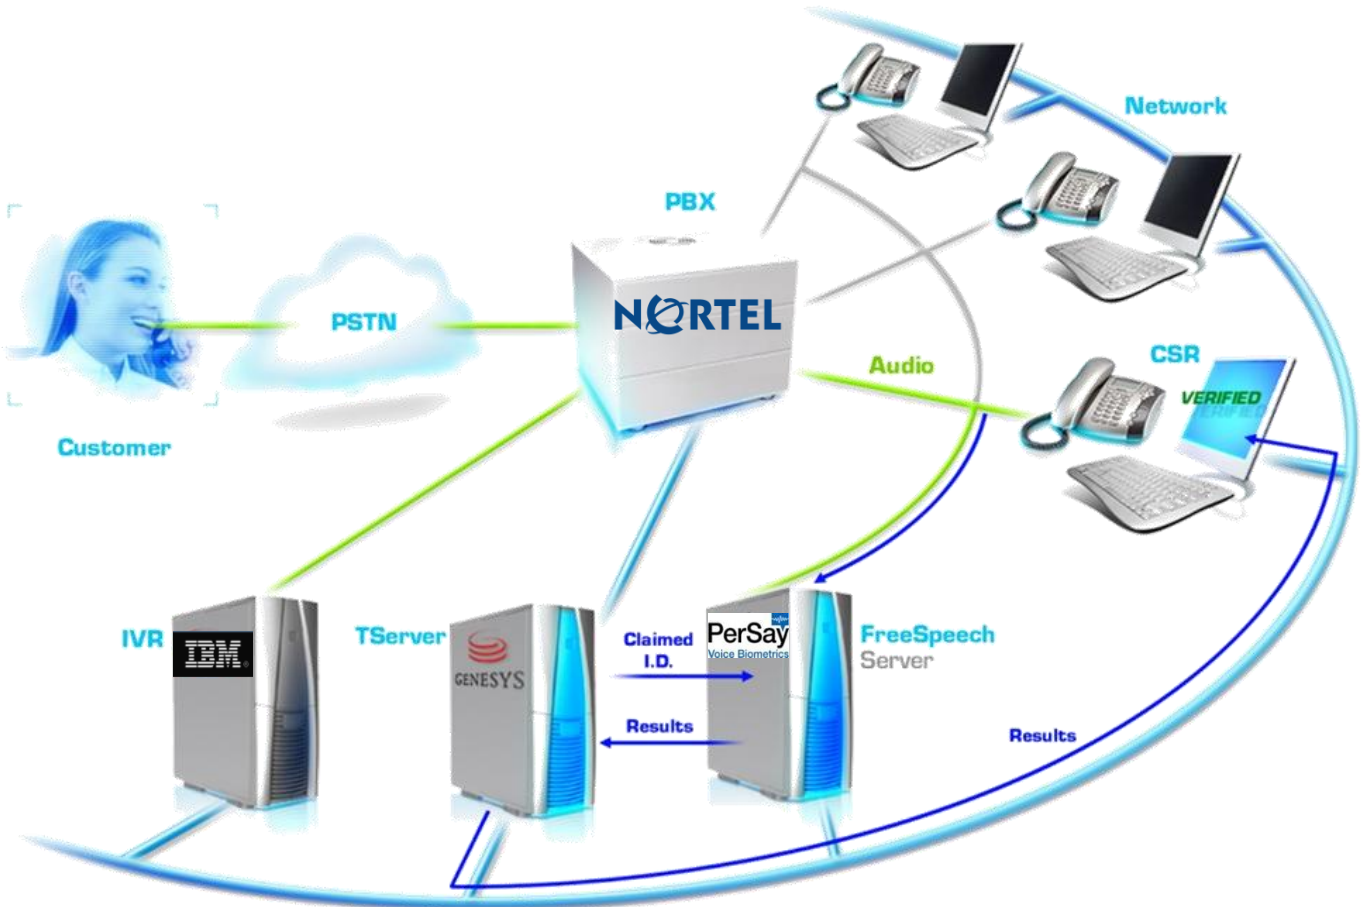 Network
PBX
NORTEL
PSTN
Audio
CSR
VERIFIED
Customer
IVR
IBM
TServer
GENESYS
Claimed
I.D.
Results
PerSay
Voice Biometrics
FreeSpeech
Server
Results